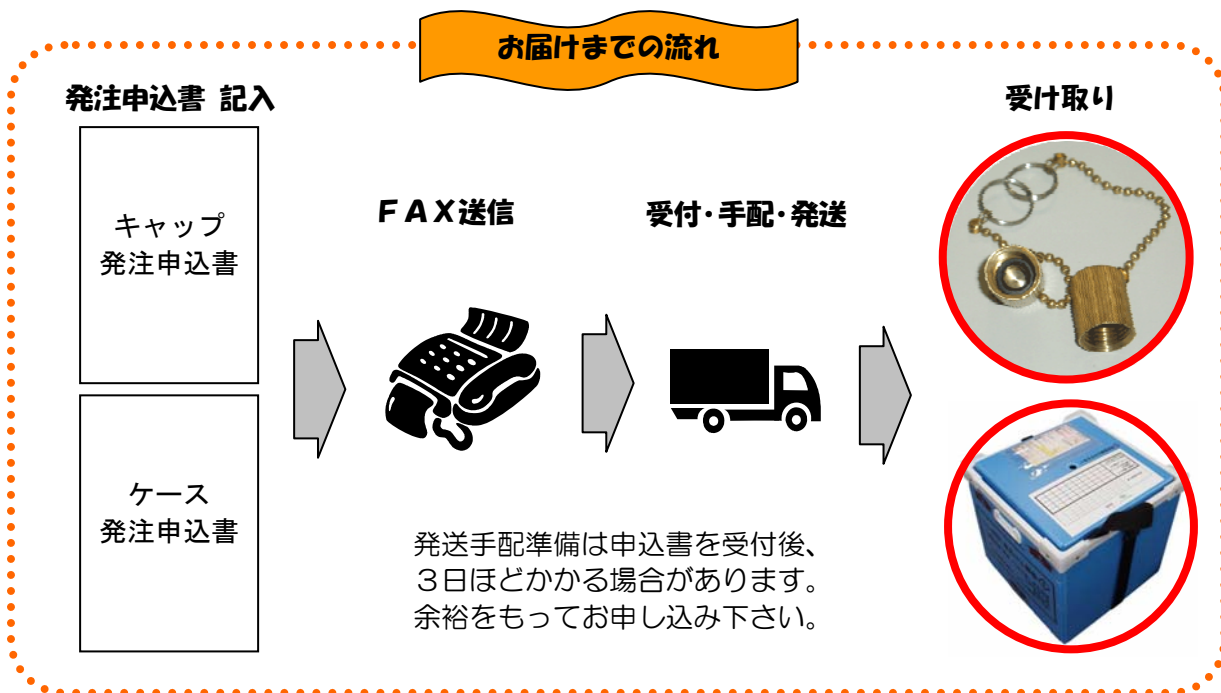 お届けまでの流れ
発注申込書 記入
キャップ
発注申込書
ケース
発注申込書
ＦＡＸ送信
受付・手配・発送
受け取り
発送手配準備は申込書を受付後、
３日ほどかかる場合があります。
余裕をもってお申し込み下さい。